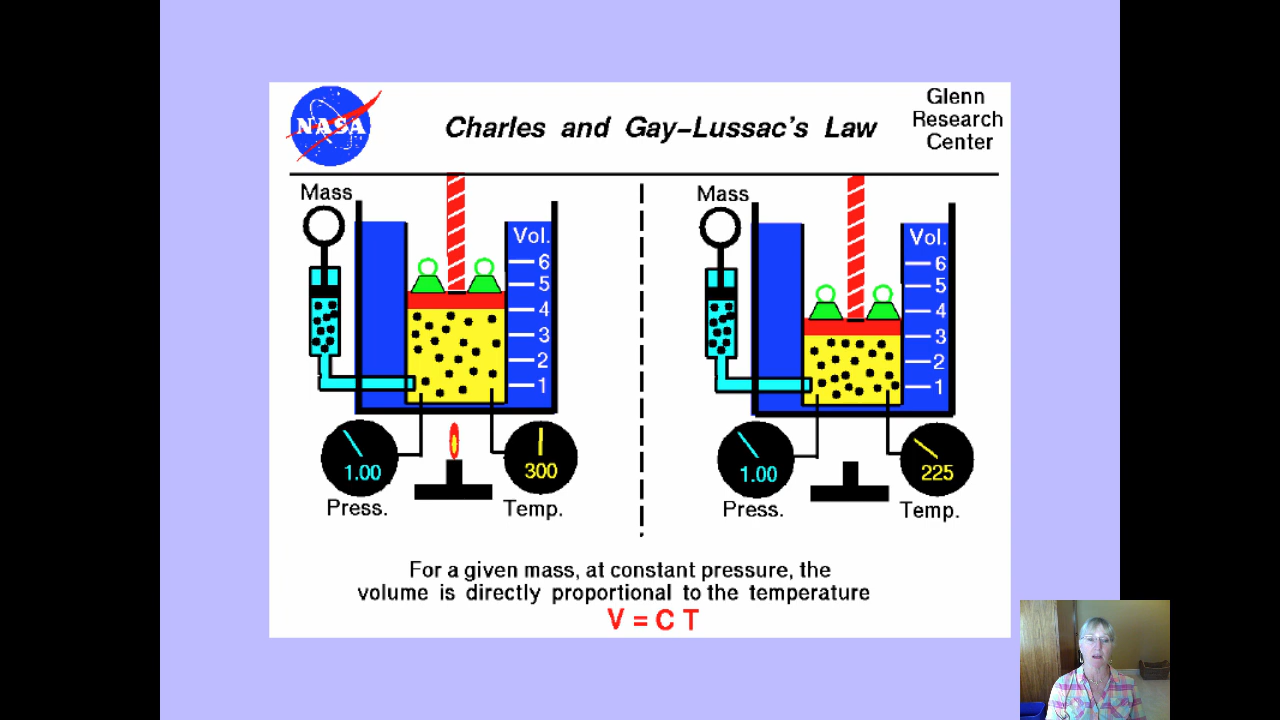 NASA
Charles and Gay-Lussac's Law
Glenn
Research
Center
Mass
Vol.
6
5
4
3
2
1
1.00
300
Press.
Temp.
Mass
Vol.
6
5
4
3
2
1
1.00
225
Press.
Temp.
For a given mass, at constant pressure, the
volume is directly proportional to the temperature
V = C T